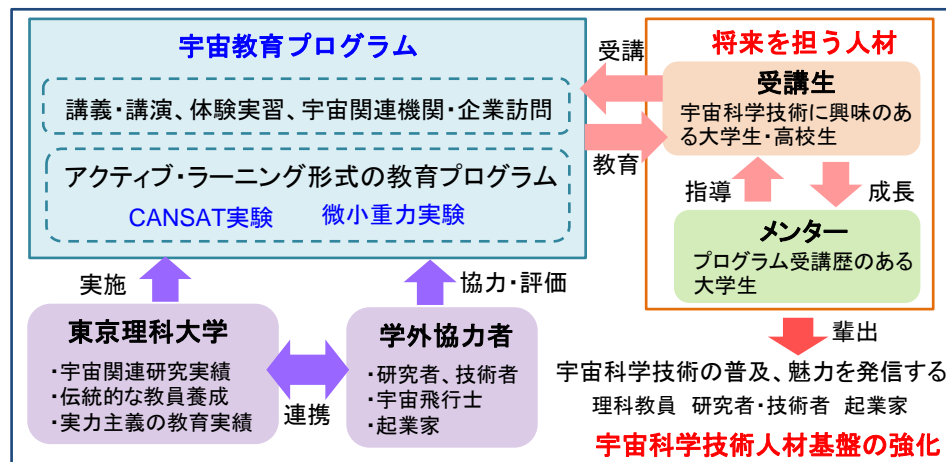 宇宙教育プログラム
講義・講演、体験実習、宇宙関連機関・企業訪問
アクティブ・ラーニング形式の教育プログラム
CANSAT実験
微小重力実験
受講
教育
将来を担う人材
受講生
宇宙科学技術に興味のあ
る大学生・高校生
指導
成長
メンター
プログラム受講歴のある
大学生
実施
協力・評価
東京理科大学
・宇宙関連研究実績
・伝統的な教員養成
・実力主義の教育実績
連携
学外協力者
・研究者、技術者
・宇宙飛行士
・起業家
輩出
宇宙科学技術の普及、魅力を発信する
理科教員 研究者・技術者 起業家
宇宙科学技術人材基盤の強化